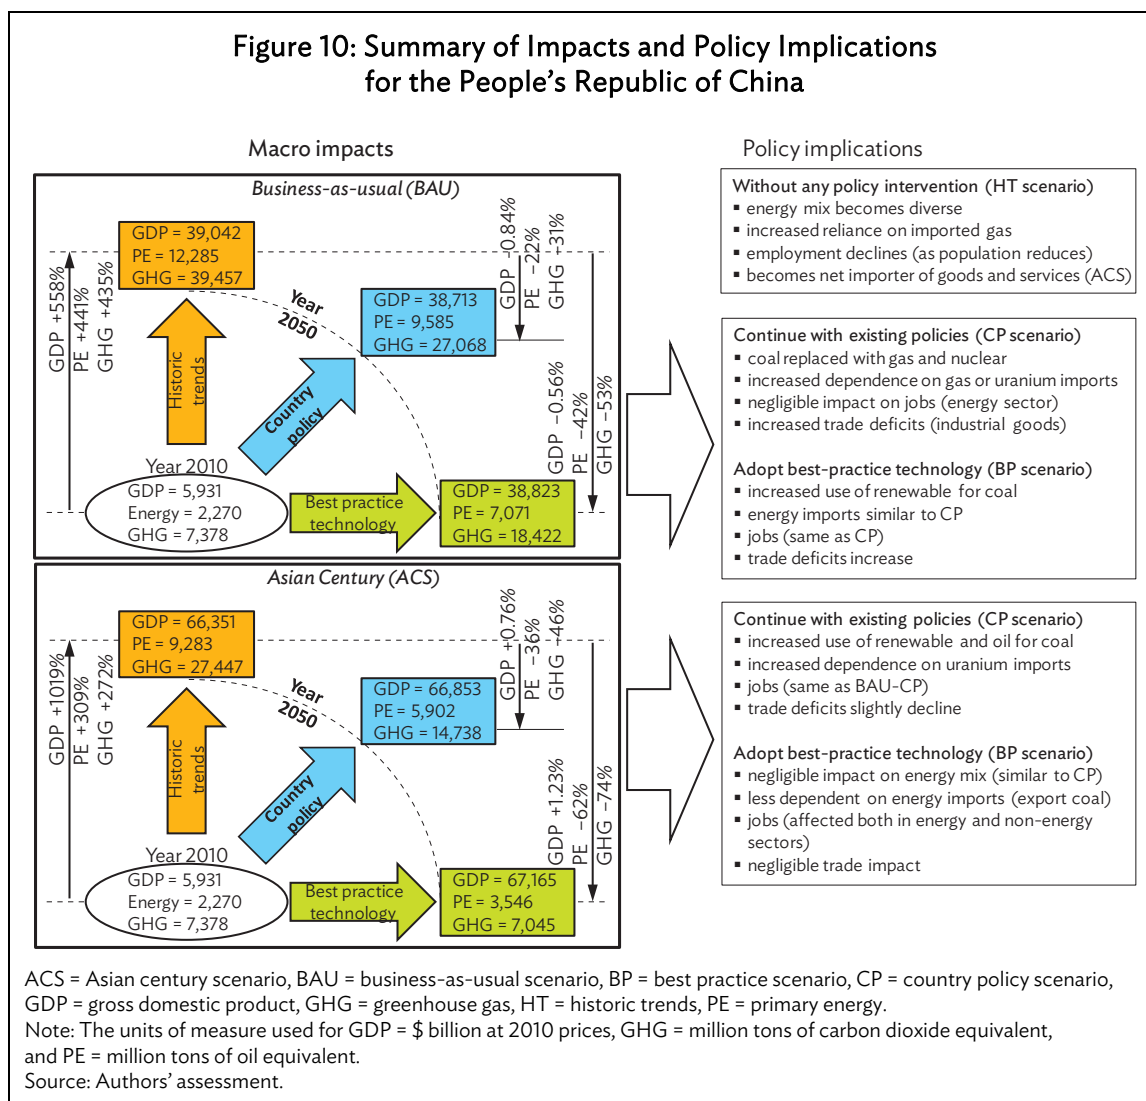 Figure 10: Summary of Impacts and Policy Implications
for the People's Republic of China
Macro impacts
Business-as-usual (BAU)
GDP +558%
PE +441%
GHG +435%
GDP = 39,042
PE = 12,285
GHG = 39,457
Historic
trends
Year
2050
GDP = 38,713
PE = 9,585
GHG = 27,068
Country
policy
GDP −0.84%
PE −22%
GHG −31%
GDP −0.56%
PE −42%
GHG −53%
Year 2010
GDP = 5,931
Energy = 2,270
GHG = 7,378
Best practice
technology
GDP = 38,823
PE = 7,071
GHG = 18,422
Asian Century (ACS)
GDP +1019%
PE +309%
GHG +272%
GDP = 66,351
PE = 9,283
GHG = 27,447
Historic
trends
Year
2050
GDP = 66,853
PE = 5,902
GHG = 14,738
Country
policy
GDP +0.76%
PE −36%
GHG −46%
GDP +1.23%
PE −62%
GHG −74%
Year 2010
GDP = 5,931
Energy = 2,270
GHG = 7,378
Best practice
technology
GDP = 67,165
PE = 3,546
GHG = 7,045
Policy implications
Without any policy intervention (HT scenario)
▪ energy mix becomes diverse
▪ increased reliance on imported gas
▪ employment declines (as population reduces)
▪ becomes net importer of goods and services (ACS)
Continue with existing policies (CP scenario)
▪ coal replaced with gas and nuclear
▪ increased dependence on gas or uranium imports
▪ negligible impact on jobs (energy sector)
▪ increased trade deficits (industrial goods)
Adopt best-practice technology (BP scenario)
▪ increased use of renewable for coal
▪ energy imports similar to CP
▪ jobs (same as CP)
▪ trade deficits increase
Continue with existing policies (CP scenario)
▪ increased use of renewable and oil for coal
▪ increased dependence on uranium imports
▪ jobs (same as BAU-CP)
▪ trade deficits slightly decline
Adopt best-practice technology (BP scenario)
▪ negligible impact on energy mix (similar to CP)
▪ less dependent on energy imports (export coal)
▪ jobs (affected both in energy and non-energy
sectors)
▪ negligible trade impact
ACS = Asian century scenario, BAU = business-as-usual scenario, BP = best practice scenario, CP = country policy scenario,
GDP = gross domestic product, GHG = greenhouse gas, HT = historic trends, PE = primary energy.
Note: The units of measure used for GDP = $ billion at 2010 prices, GHG = million tons of carbon dioxide equivalent,
and PE = million tons of oil equivalent.
Source: Authors' assessment.